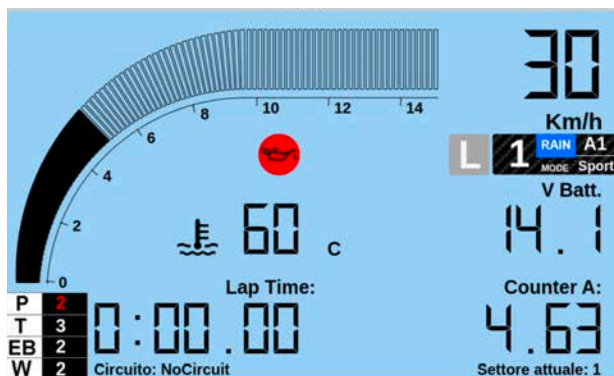 30
Km/h
0
2
4
6
8
10
12
14
L 1 RAIN MODE A1 Sport
V Batt.
60 C
14.1
Lap Time:
Counter A:
P 2
T 3
EB 2
W 2
0:00.00
4.63
Circuito: NoCircuit
Settore attuale: 1